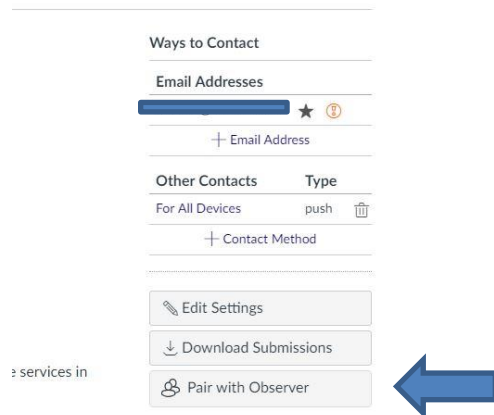 Ways to Contact
Email Addresses
+ Email Address
Other Contacts Type
For All Devices push
+ Contact Method
Edit Settings
Download Submissions
e services in
Pair with Observer